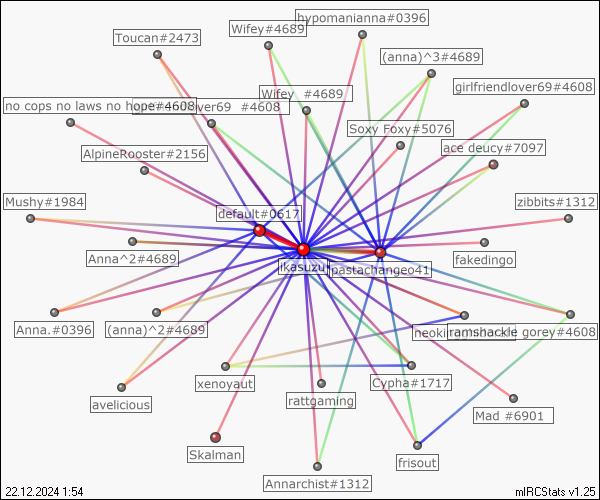 hypomanianna#0396
Wifey#4689
Toucan#2473
(anna)^3#4689
girlfriendlover69#4608
Wifey #4689
no cops no laws no hope#4608
lover69 #4608
Soxy Foxy#5076
ace deucy#7097
AlpineRooster#2156
Mushy#1984
zibbits#1312
default#0617
Anna^2#4689
ikasuzu
pastachangeo41
fakedingo
Anna.#0396
(anna)^2#4689
ramshackle gorey#4608
xenoyaut
Cypha#1717
avelicious
rattgaming
Mad #6901
Skalman
frisout
Annarchist#1312
22.12.2024 1:54
mIRCStats v1.25